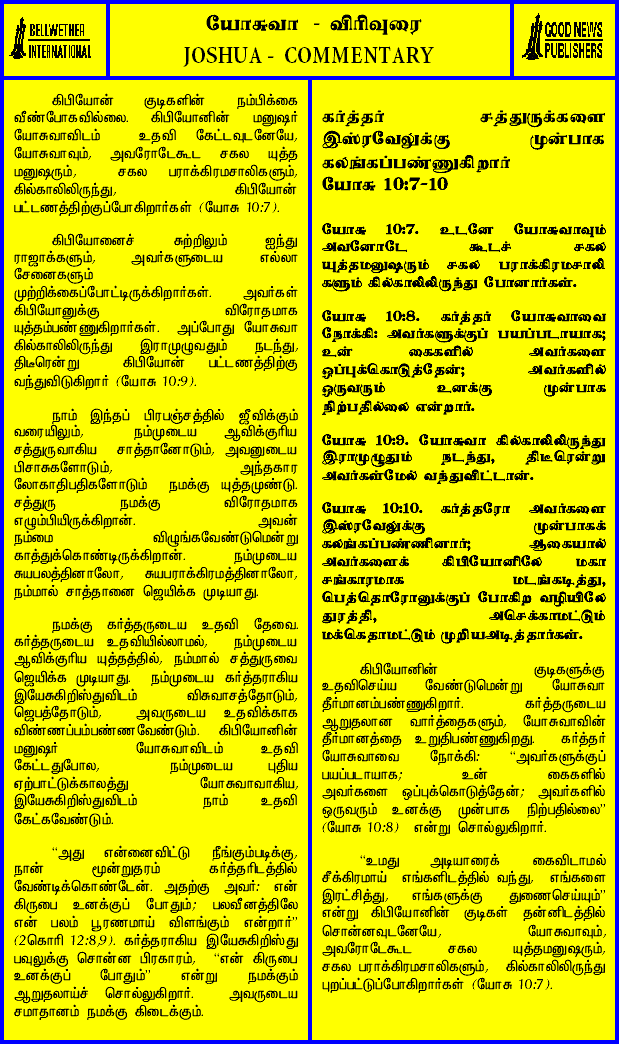 BELLWETHER
INTERNATIONAL
யோசுவா - விரிவுரை
JOSHUA - COMMENTARY
GOOD NEWS
PUBLISHERS
கிபியோன் குடிகளின் நம்பிக்கை
வீண்போகவில்லை. கிபியோனின் மனுஷர்
யோசுவாவிடம் உதவி கேட்டவுடனேயே,
யோசுவாவும், அவரோடேகூட சகல யுத்த
மனுஷரும், சகல பராக்கிரமசாலிகளும்,
கில்காலிலிருந்து, கிபியோன்
பட்டணத்திற்குப்போகிறார்கள் (யோசு 10:7).
கிபியோனைச் சுற்றிலும் ஐந்து
ராஜாக்களும், அவர்களுடைய எல்லா
சேனைகளும்
முற்றிக்கைப்போட்டிருக்கிறார்கள். அவர்கள்
கிபியோனுக்கு விரோதமாக
யுத்தம்பண்ணுகிறார்கள். அப்போது யோசுவா
கில்காலிலிருந்து இராமுழுவதும் நடந்து,
திடீரென்று கிபியோன் பட்டணத்திற்கு
வந்துவிடுகிறார் (யோசு 10:9).
நாம் இந்தப் பிரபஞ்சத்தில் ஜீவிக்கும்
வரையிலும், நம்முடைய ஆவிக்குரிய
சத்துருவாகிய சாத்தானோடும், அவனுடைய
பிசாசுகளோடும், அந்தகார
லோகாதிபதிகளோடும் நமக்கு யுத்தமுண்டு.
சத்துரு நமக்கு விரோதமாக
எழும்பியிருக்கிறான். அவன்
நம்மை விழுங்கவேண்டுமென்று
காத்துக்கொண்டிருக்கிறான். நம்முடைய
சுயபலத்தினாலோ, சுயபராக்கிரமத்தினாலோ,
நம்மால் சாத்தானை ஜெயிக்க முடியாது.
நமக்கு கர்த்தருடைய உதவி தேவை.
கர்த்தருடைய உதவியில்லாமல், நம்முடைய
ஆவிக்குரிய யுத்தத்தில், நம்மால் சத்துருவை
ஜெயிக்க முடியாது. நம்முடைய கர்த்தராகிய
இயேசுகிறிஸ்துவிடம் விசுவாசத்தோடும்,
ஜெபத்தோடும், அவருடைய உதவிக்காக
விண்ணப்பம்பண்ணவேண்டும். கிபியோனின்
மனுஷர் யோசுவாவிடம் உதவி
கேட்டதுபோல, நம்முடைய புதிய
ஏற்பாட்டுக்காலத்து யோசுவாவாகிய,
இயேசுகிறிஸ்துவிடம் நாம் உதவி
கேட்கவேண்டும்.
“அது என்னைவிட்டு நீங்கும்படிக்கு,
நான் மூன்றுதரம் கர்த்தரிடத்தில்
வேண்டிக்கொண்டேன். அதற்கு அவர்: என்
கிருபை உனக்குப் போதும்; பலவீனத்திலே
என் பலம் பூரணமாய் விளங்கும் என்றார்”
(2கொரி 12:8,9). கர்த்தராகிய இயேசுகிறிஸ்து
பவுலுக்கு சொன்ன பிரகாரம், “என் கிருபை
உனக்குப் போதும்” என்று நமக்கும்
ஆறுதலாய்ச் சொல்லுகிறார். அவருடைய
சமாதானம் நமக்கு கிடைக்கும்.
கர்த்தர் சத்துருக்களை
இஸ்ரவேலுக்கு முன்பாக
கலங்கப்பண்ணுகிறார்
யோசு 10:7-10
யோசு 10:7. உடனே யோசுவாவும்
அவனோடே கூடச் சகல
யுத்தமனுஷரும் சகல பராக்கிரமசாலி
களும் கில்காலிலிருந்து போனார்கள்.
யோசு 10:8. கர்த்தர் யோசுவாவை
நோக்கி: அவர்களுக்குப் பயப்படாயாக;
உன் கைகளில் அவர்களை
ஒப்புக்கொடுத்தேன்; அவர்களில்
ஒருவரும் உனக்கு முன்பாக
நிற்பதில்லை என்றார்.
யோசு 10:9. யோசுவா கில்காலிலிருந்து
இராமுழுதும் நடந்து, திடீரென்று
அவர்கள்மேல் வந்துவிட்டான்.
யோசு 10:10. கர்த்தரோ அவர்களை
இஸ்ரவேலுக்கு முன்பாகக்
கலங்கப்பண்ணினார்; ஆகையால்
அவர்களைக் கிபியோனிலே மகா
சங்காரமாக மடங்கடித்து,
பெத்தொரோனுக்குப் போகிற வழியிலே
துரத்தி, அசெக்காமட்டும்
மக்கெதாமட்டும் முறியஅடித்தார்கள்.
கிபியோனின் குடிகளுக்கு
உதவிசெய்ய வேண்டுமென்று யோசுவா
தீர்மானம்பண்ணுகிறார். கர்த்தருடைய
ஆறுதலான வார்த்தைகளும், யோசுவாவின்
தீர்மானத்தை உறுதிபண்ணுகிறது. கர்த்தர்
யோசுவாவை நோக்கி: “அவர்களுக்குப்
பயப்படாயாக; உன் கைகளில்
அவர்களை ஒப்புக்கொடுத்தேன்; அவர்களில்
ஒருவரும் உனக்கு முன்பாக நிற்பதில்லை”
(யோசு 10:8) என்று சொல்லுகிறார்.
“உமது அடியாரைக் கைவிடாமல்
சீக்கிரமாய் எங்களிடத்தில் வந்து, எங்களை
இரட்சித்து, எங்களுக்கு துணைசெய்யும்”
என்று கிபியோனின் குடிகள் தன்னிடத்தில்
சொன்னவுடனேயே, யோசுவாவும்,
அவரோடேகூட சகல யுத்தமனுஷரும்,
சகல பராக்கிரமசாலிகளும், கில்காலிலிருந்து
புறப்பட்டுப்போகிறார்கள் (யோசு 10:7).